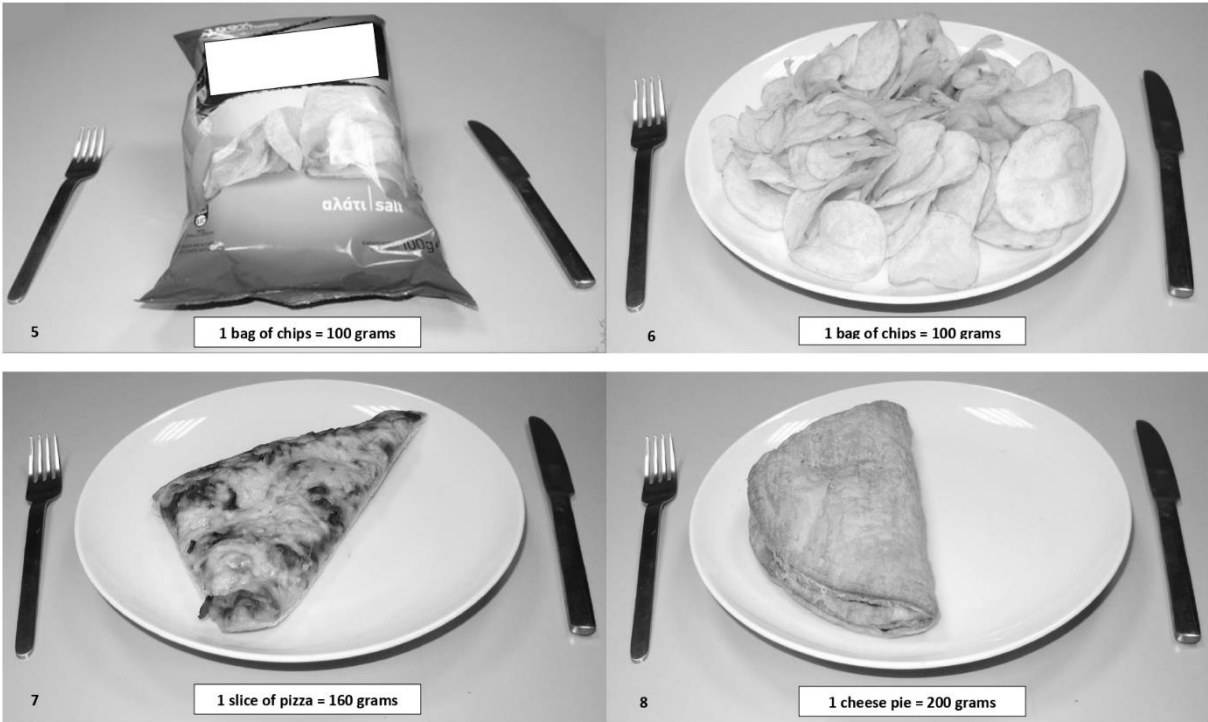 αλάτι | salt
100g
5
1 bag of chips = 100 grams
6
1 bag of chips = 100 grams
7
1 slice of pizza = 160 grams
8
1 cheese pie = 200 grams